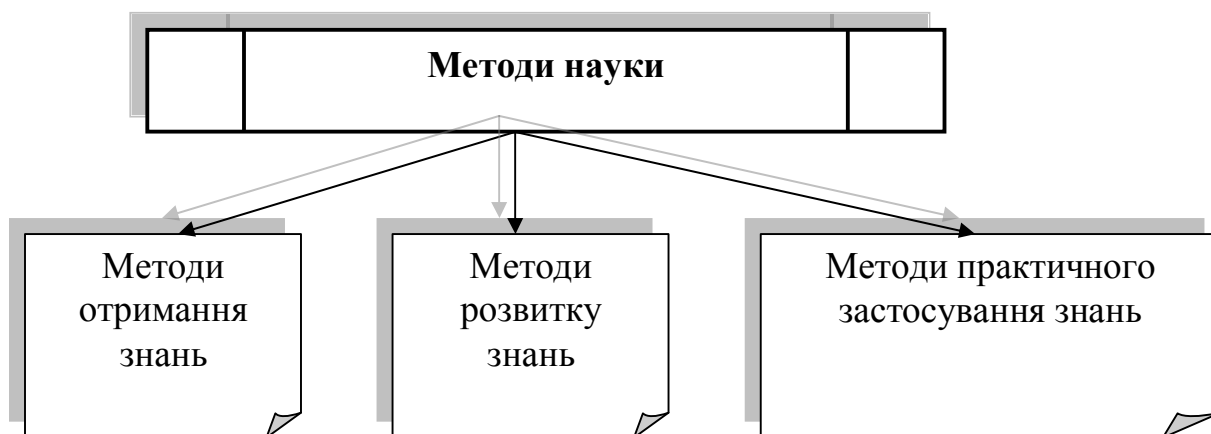 Методи науки
Методи
отримання
знань
Методи
розвитку
знань
Методи практичного
застосування знань